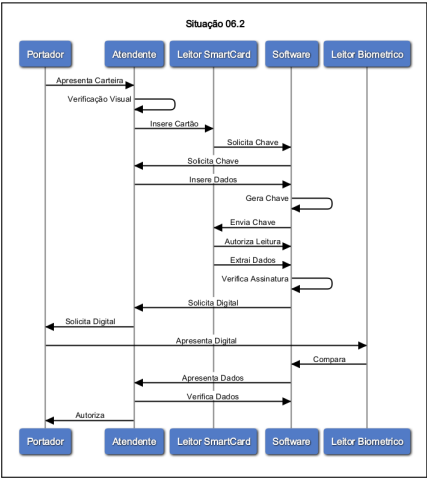 Situação 06.2
Portador Atendente Leitor SmartCard Software Leitor Biometrico
Apresenta Carteira
Verificação Visual
Insere Cartão
Solicita Chave
Solicita Chave
Insere Dados
Gera Chave
Envia Chave
Autoriza Leitura
Extrai Dados
Verifica Assinatura
Solicita Digital
Solicita Digital
Apresenta Digital
Compara
Apresenta Dados
Verifica Dados
Autoriza
Portador Atendente Leitor SmartCard Software Leitor Biometrico